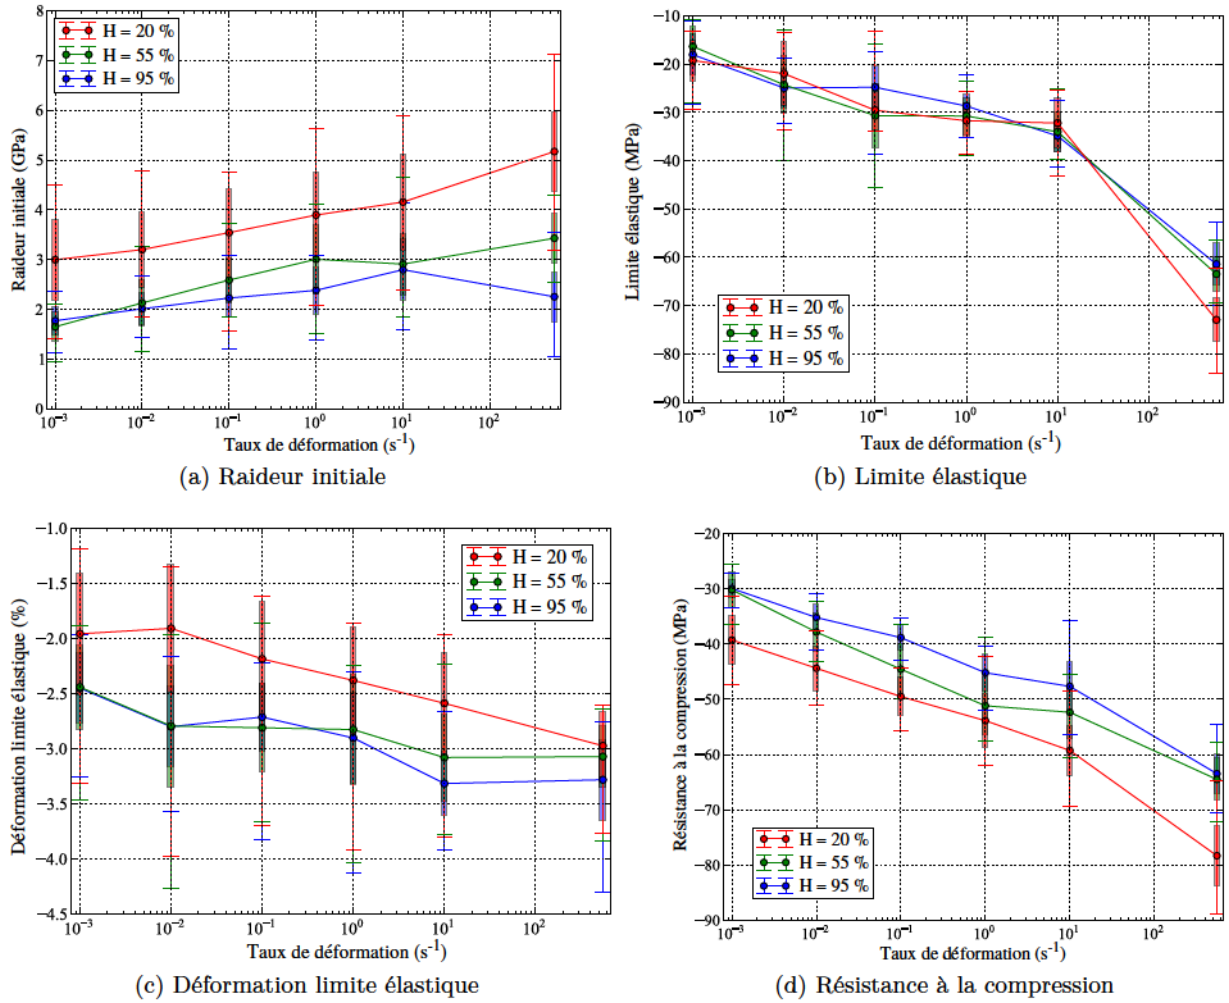 8
7
6
5
4
3
2
1
0
Raideur initiale (GPa)
H = 20 %
H = 55 %
H = 95 %
10⁻³ 10⁻² 10⁻¹ 10⁰ 10¹ 10²
Taux de déformation (s⁻¹)
(a) Raideur initiale
−10
−20
−30
−40
−50
−60
−70
−80
−90
Limite élastique (MPa)
H = 20 %
H = 55 %
H = 95 %
10⁻³ 10⁻² 10⁻¹ 10⁰ 10¹ 10²
Taux de déformation (s⁻¹)
(b) Limite élastique
−1.0
−1.5
−2.0
−2.5
−3.0
−3.5
−4.0
−4.5
Déformation limite élastique (%)
H = 20 %
H = 55 %
H = 95 %
10⁻³ 10⁻² 10⁻¹ 10⁰ 10¹ 10²
Taux de déformation (s⁻¹)
(c) Déformation limite élastique
−20
−30
−40
−50
−60
−70
−80
−90
Résistance à la compression (MPa)
H = 20 %
H = 55 %
H = 95 %
10⁻³ 10⁻² 10⁻¹ 10⁰ 10¹ 10²
Taux de déformation (s⁻¹)
(d) Résistance à la compression